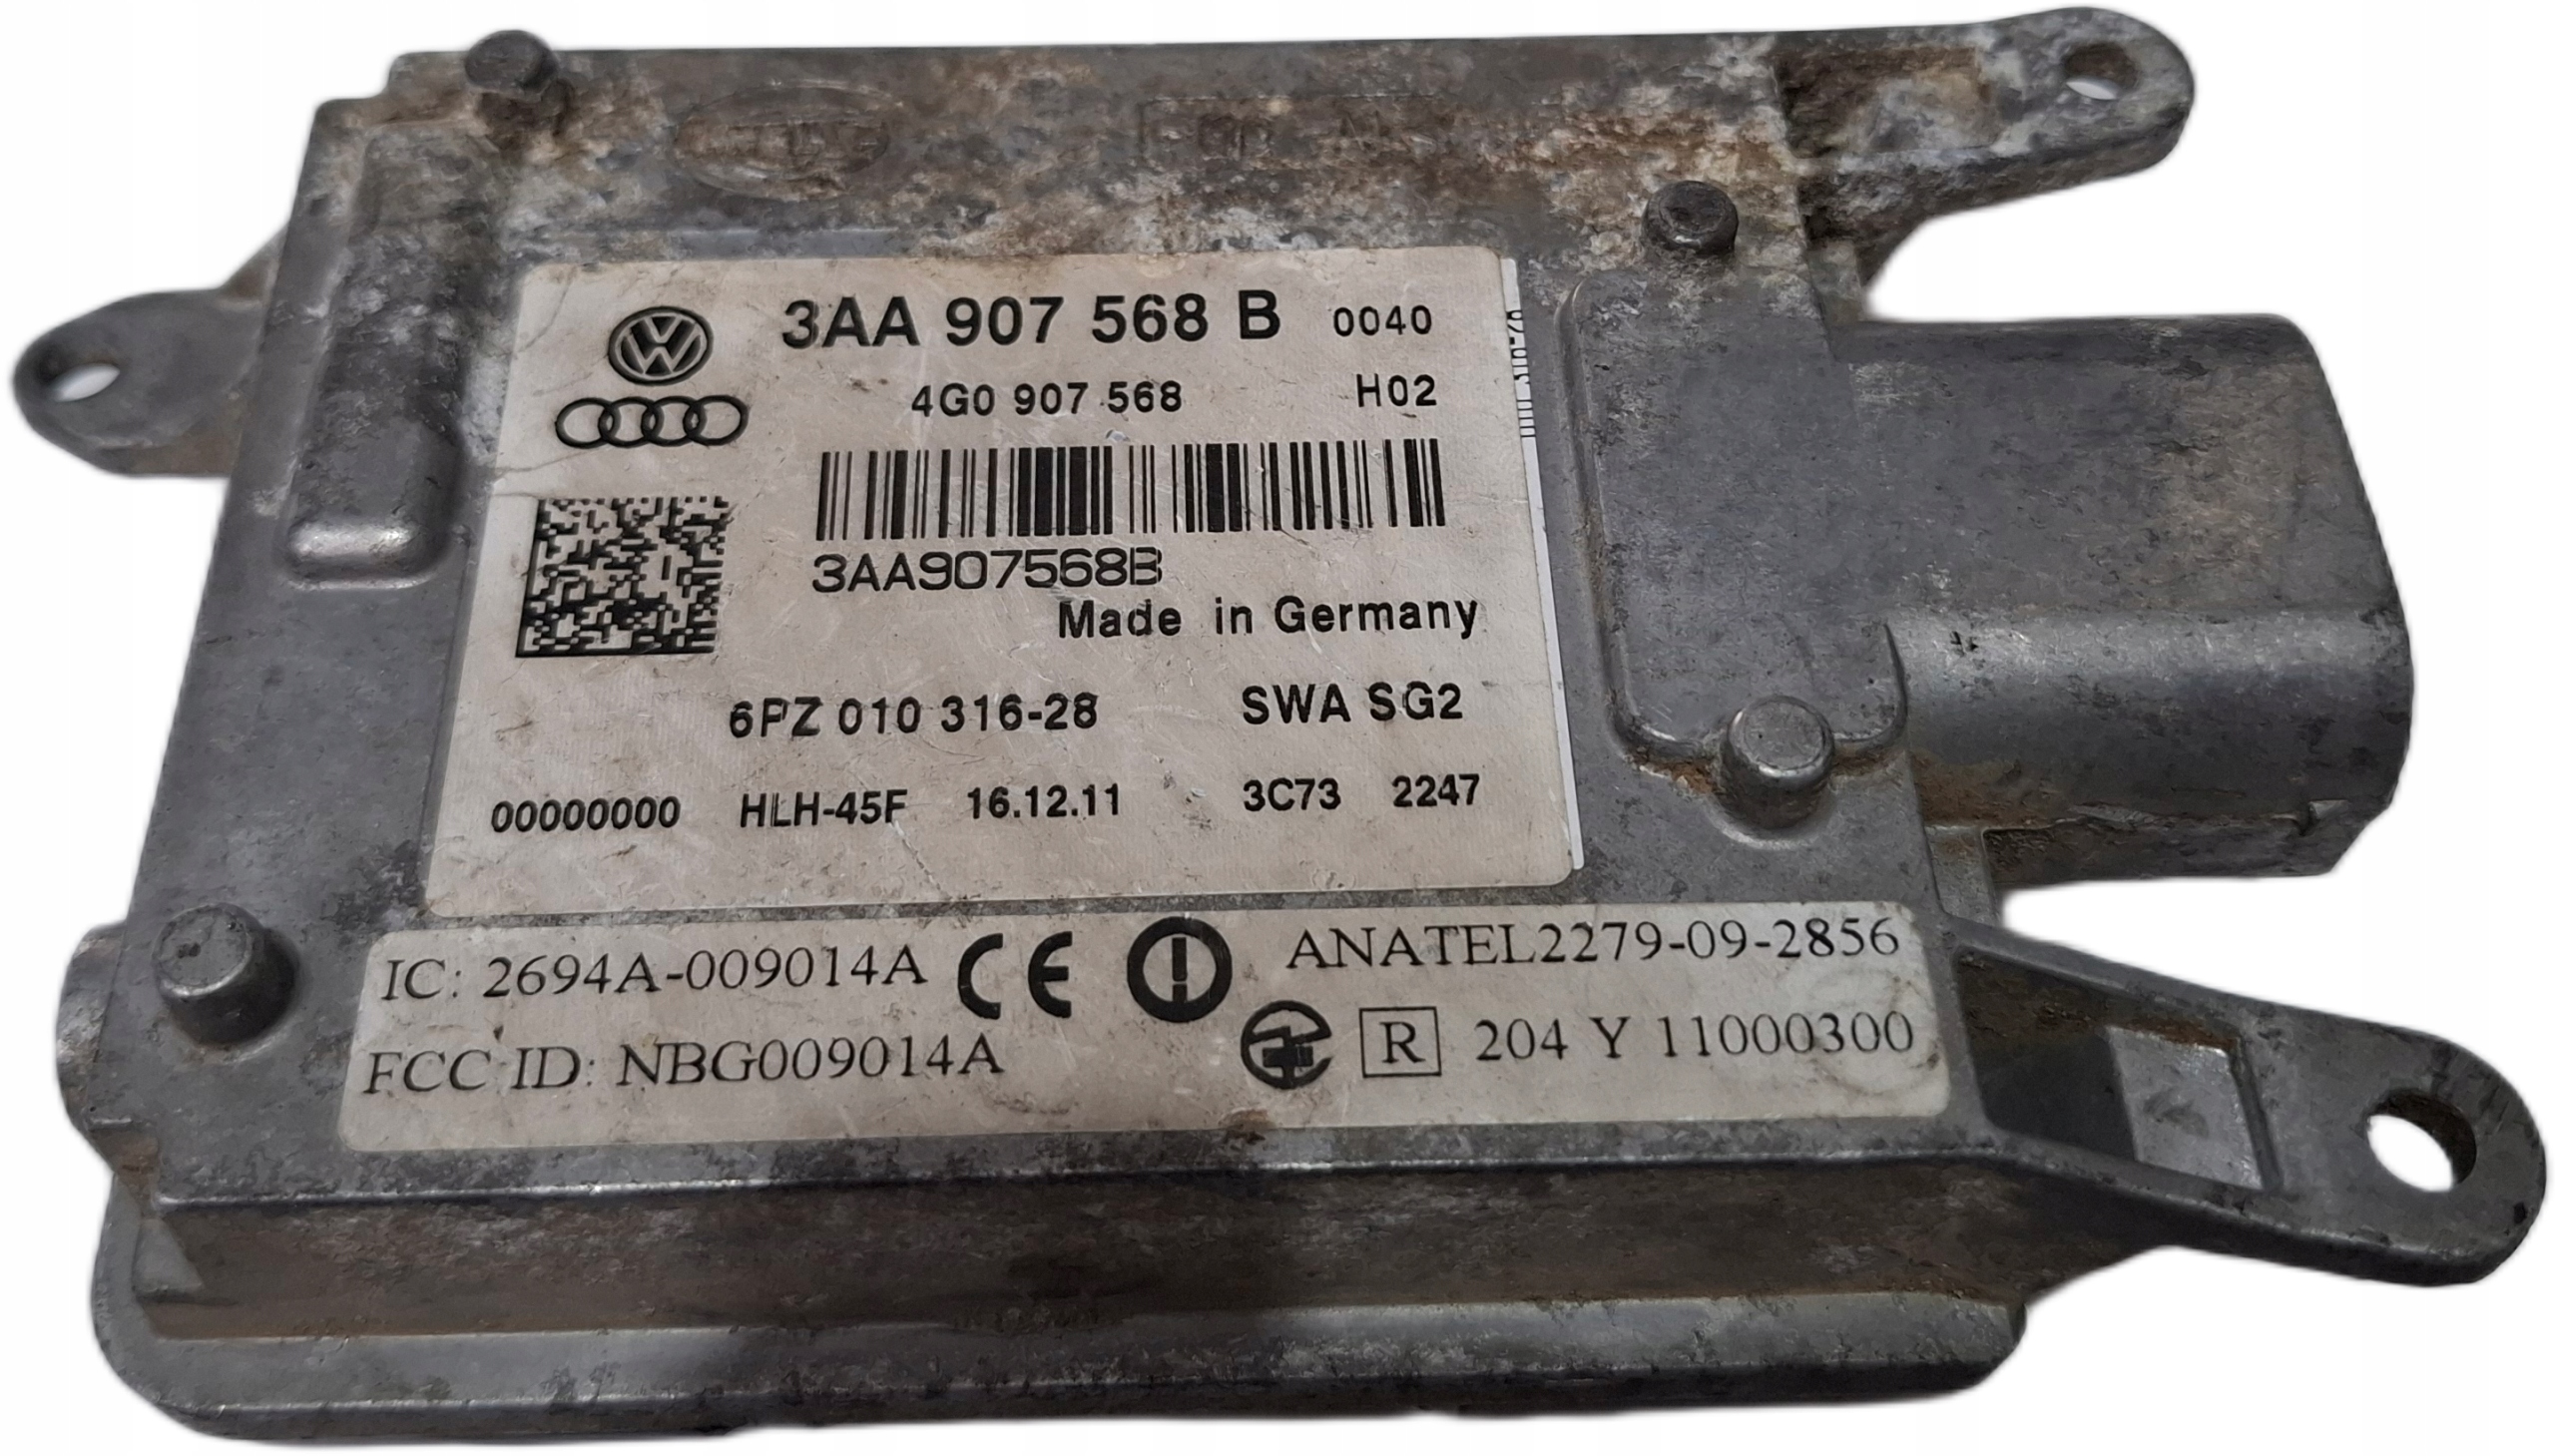 3AA 907 568 B 0040
4G0 907 568 H02
3AA907568B
Made in Germany
6PZ 010 316-28 SWA SG2
00000000 HLH-45F 16.12.11 3C73 2247
IC: 2694A-009014A CE ANATEL2279-09-2856
FCC ID: NBG009014A R 204 Y 11000300